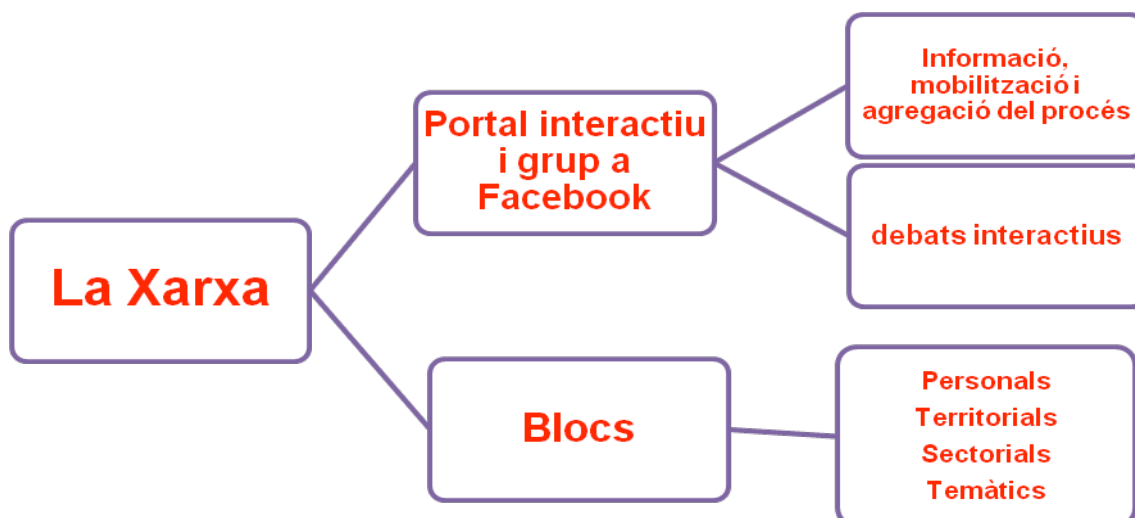 La Xarxa
Portal interactiu
i grup a
Facebook
Informació,
mobilització i
agregació del procés
debats interactius
Blocs
Personals
Territorials
Sectorials
Temàtics